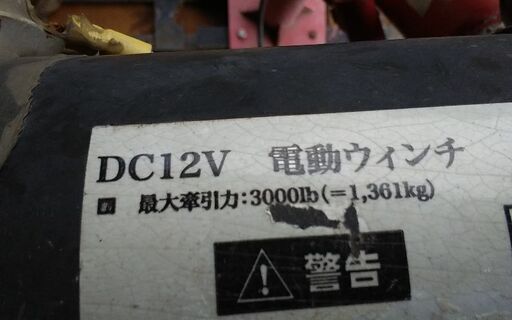 DC12V 電動ウィンチ
最大牽引力:3000lb(=1,361kg)
警告